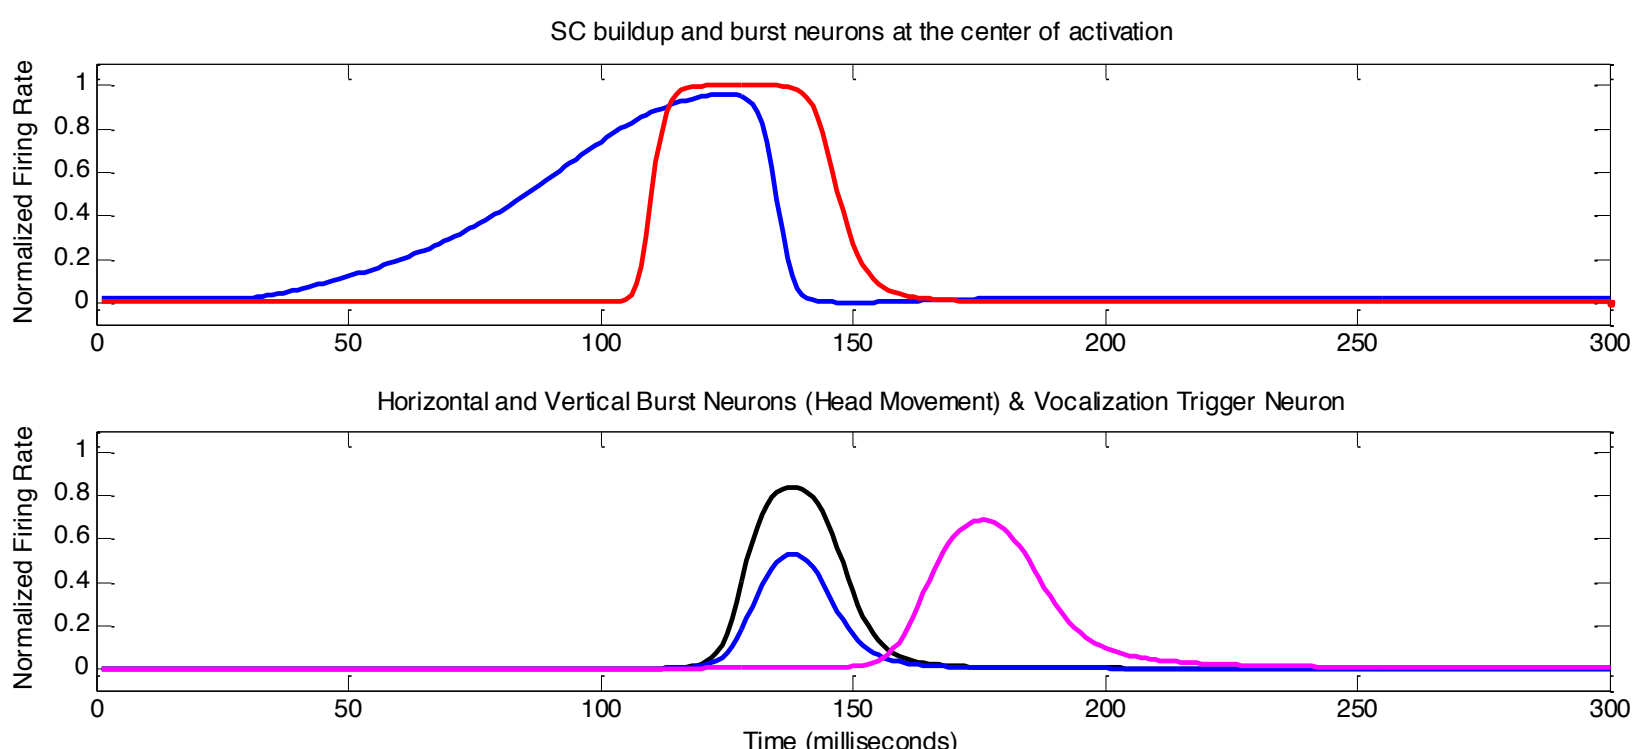 SC buildup and burst neurons at the center of activation
Normalized Firing Rate
1
0.8
0.6
0.4
0.2
0
0 50 100 150 200 250 300
Horizontal and Vertical Burst Neurons (Head Movement) & Vocalization Trigger Neuron
Normalized Firing Rate
1
0.8
0.6
0.4
0.2
0
0 50 100 150 200 250 300
Time (milliseconds)